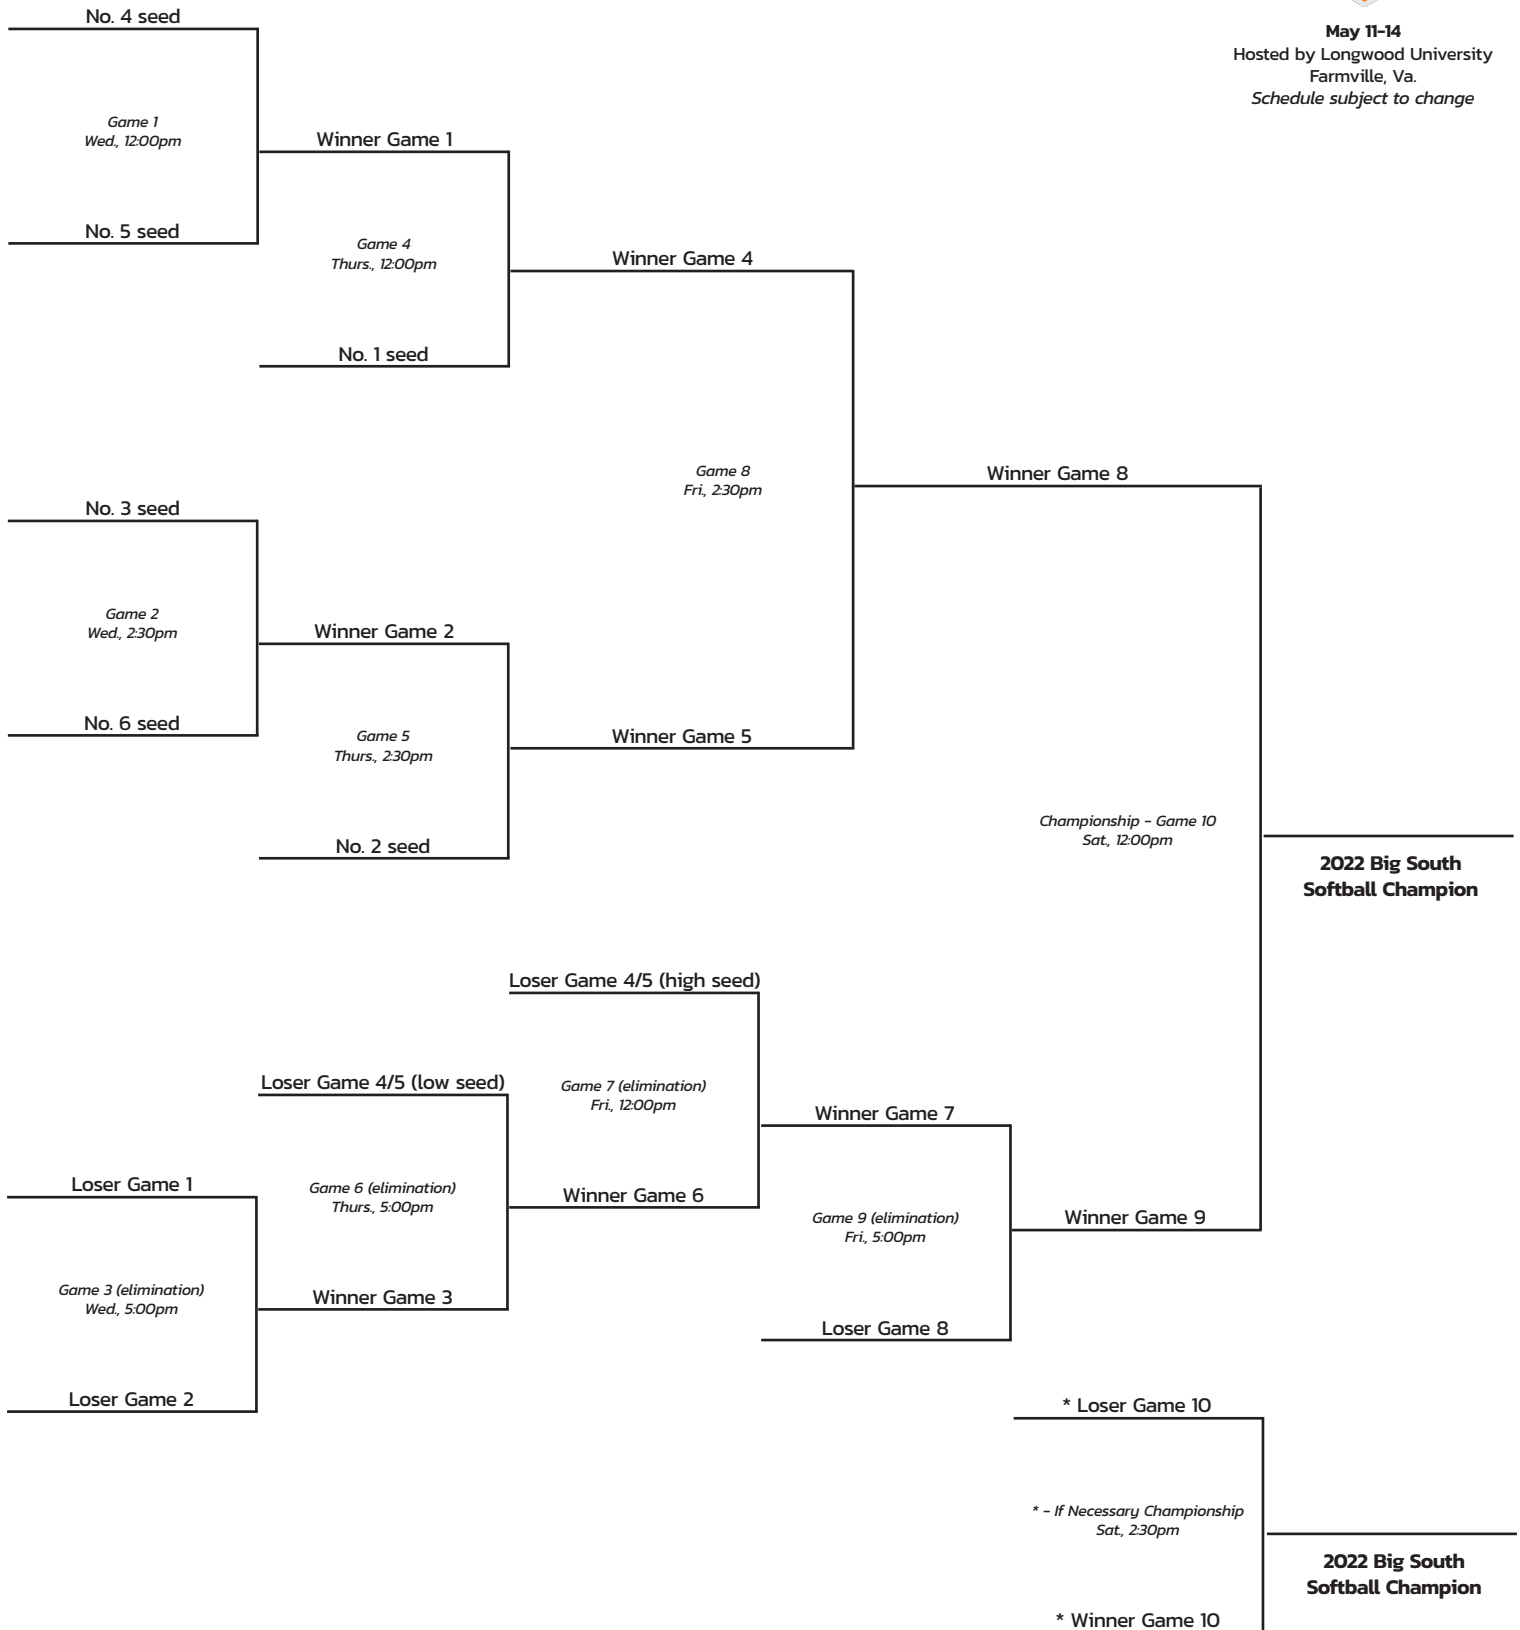 No. 4 seed
May 11-14
Hosted by Longwood University
Farmville, Va.
Schedule subject to change
Game 1
Wed., 12:00pm
Winner Game 1
No. 5 seed
Game 4
Thurs., 12:00pm
Winner Game 4
No. 1 seed
Game 8
Fri., 2:30pm
Winner Game 8
No. 3 seed
Game 2
Wed., 2:30pm
Winner Game 2
No. 6 seed
Game 5
Thurs., 2:30pm
Winner Game 5
No. 2 seed
Championship - Game 10
Sat., 12:00pm
2022 Big South
Softball Champion
Loser Game 4/5 (high seed)
Loser Game 4/5 (low seed)
Game 7 (elimination)
Fri., 12:00pm
Winner Game 7
Loser Game 1
Game 6 (elimination)
Thurs., 5:00pm
Winner Game 6
Game 9 (elimination)
Fri., 5:00pm
Winner Game 9
Game 3 (elimination)
Wed., 5:00pm
Winner Game 3
Loser Game 8
Loser Game 2
* Loser Game 10
* - If Necessary Championship
Sat., 2:30pm
2022 Big South
Softball Champion
* Winner Game 10